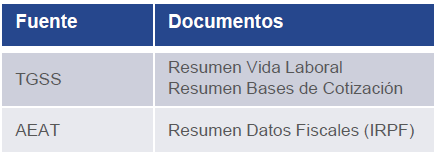 Fuente Documentos
TGSS Resumen Vida Laboral
Resumen Bases de Cotización
AEAT Resumen Datos Fiscales (IRPF)